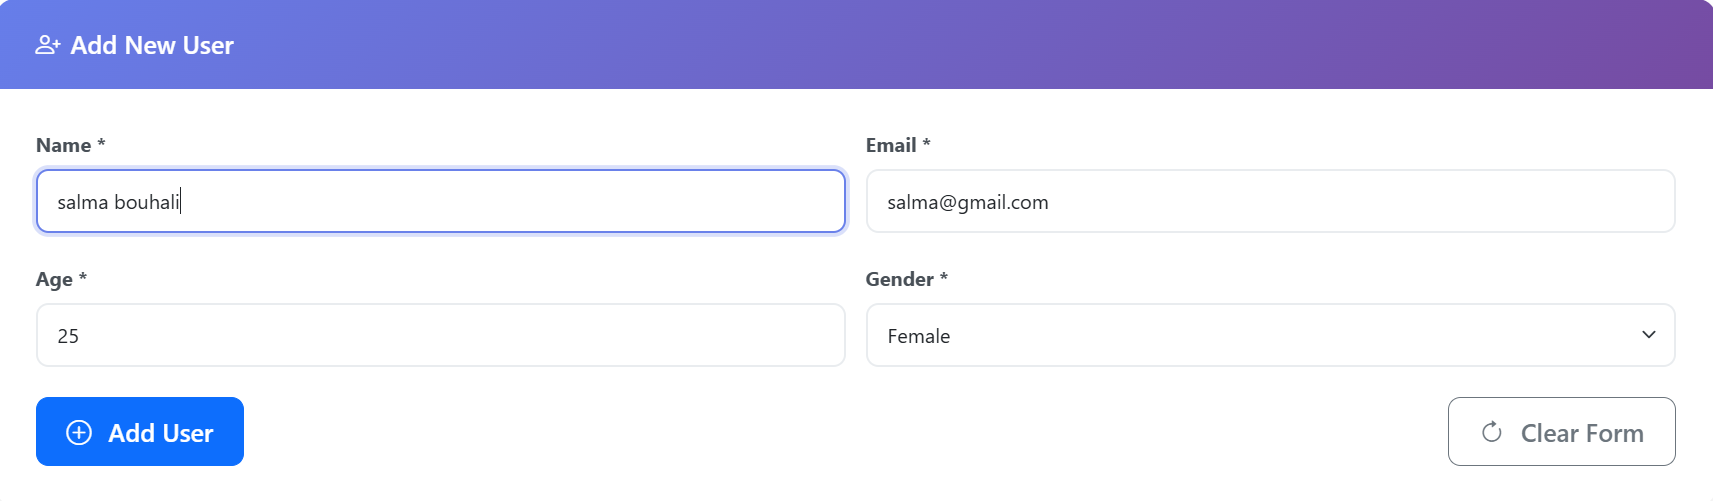 Add New User
Name *
Email *
salma bouhali
salma@gmail.com
Age *
Gender *
25
Female
Add User
Clear Form